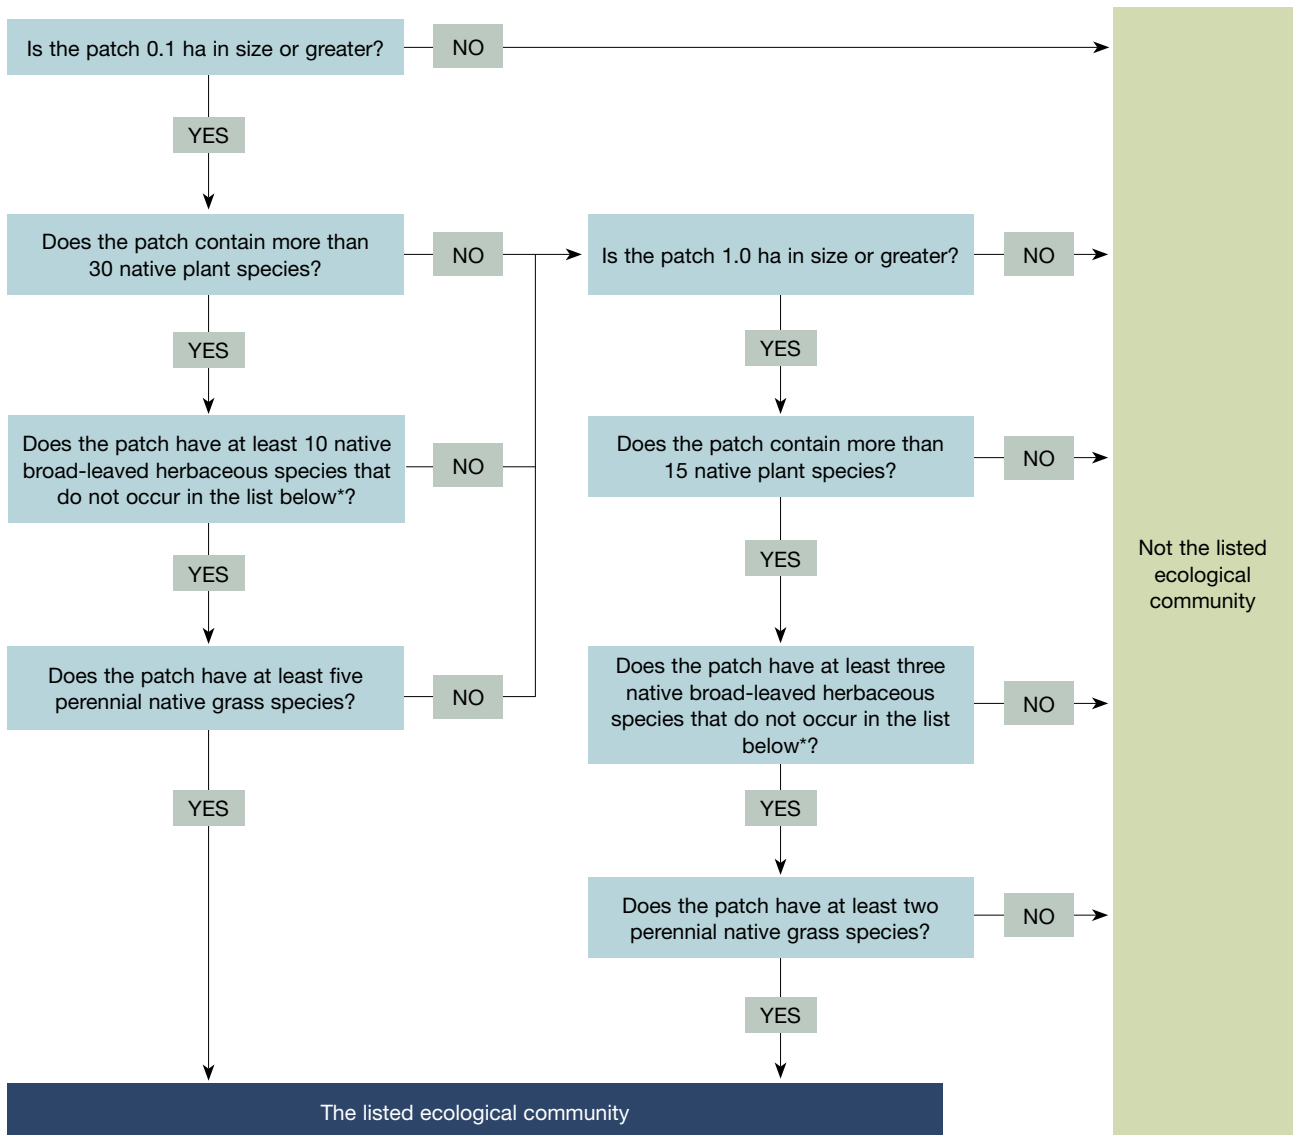 Is the patch 0.1 ha in size or greater?
NO
YES
Does the patch contain more than
30 native plant species?
NO
Is the patch 1.0 ha in size or greater?
NO
YES
YES
Does the patch have at least 10 native
broad-leaved herbaceous species that
do not occur in the list below*?
NO
Does the patch contain more than
15 native plant species?
NO
Not the listed
ecological
community
YES
YES
Does the patch have at least five
perennial native grass species?
NO
Does the patch have at least three
native broad-leaved herbaceous
species that do not occur in the list
below*?
NO
YES
YES
Does the patch have at least two
perennial native grass species?
NO
YES
The listed ecological community